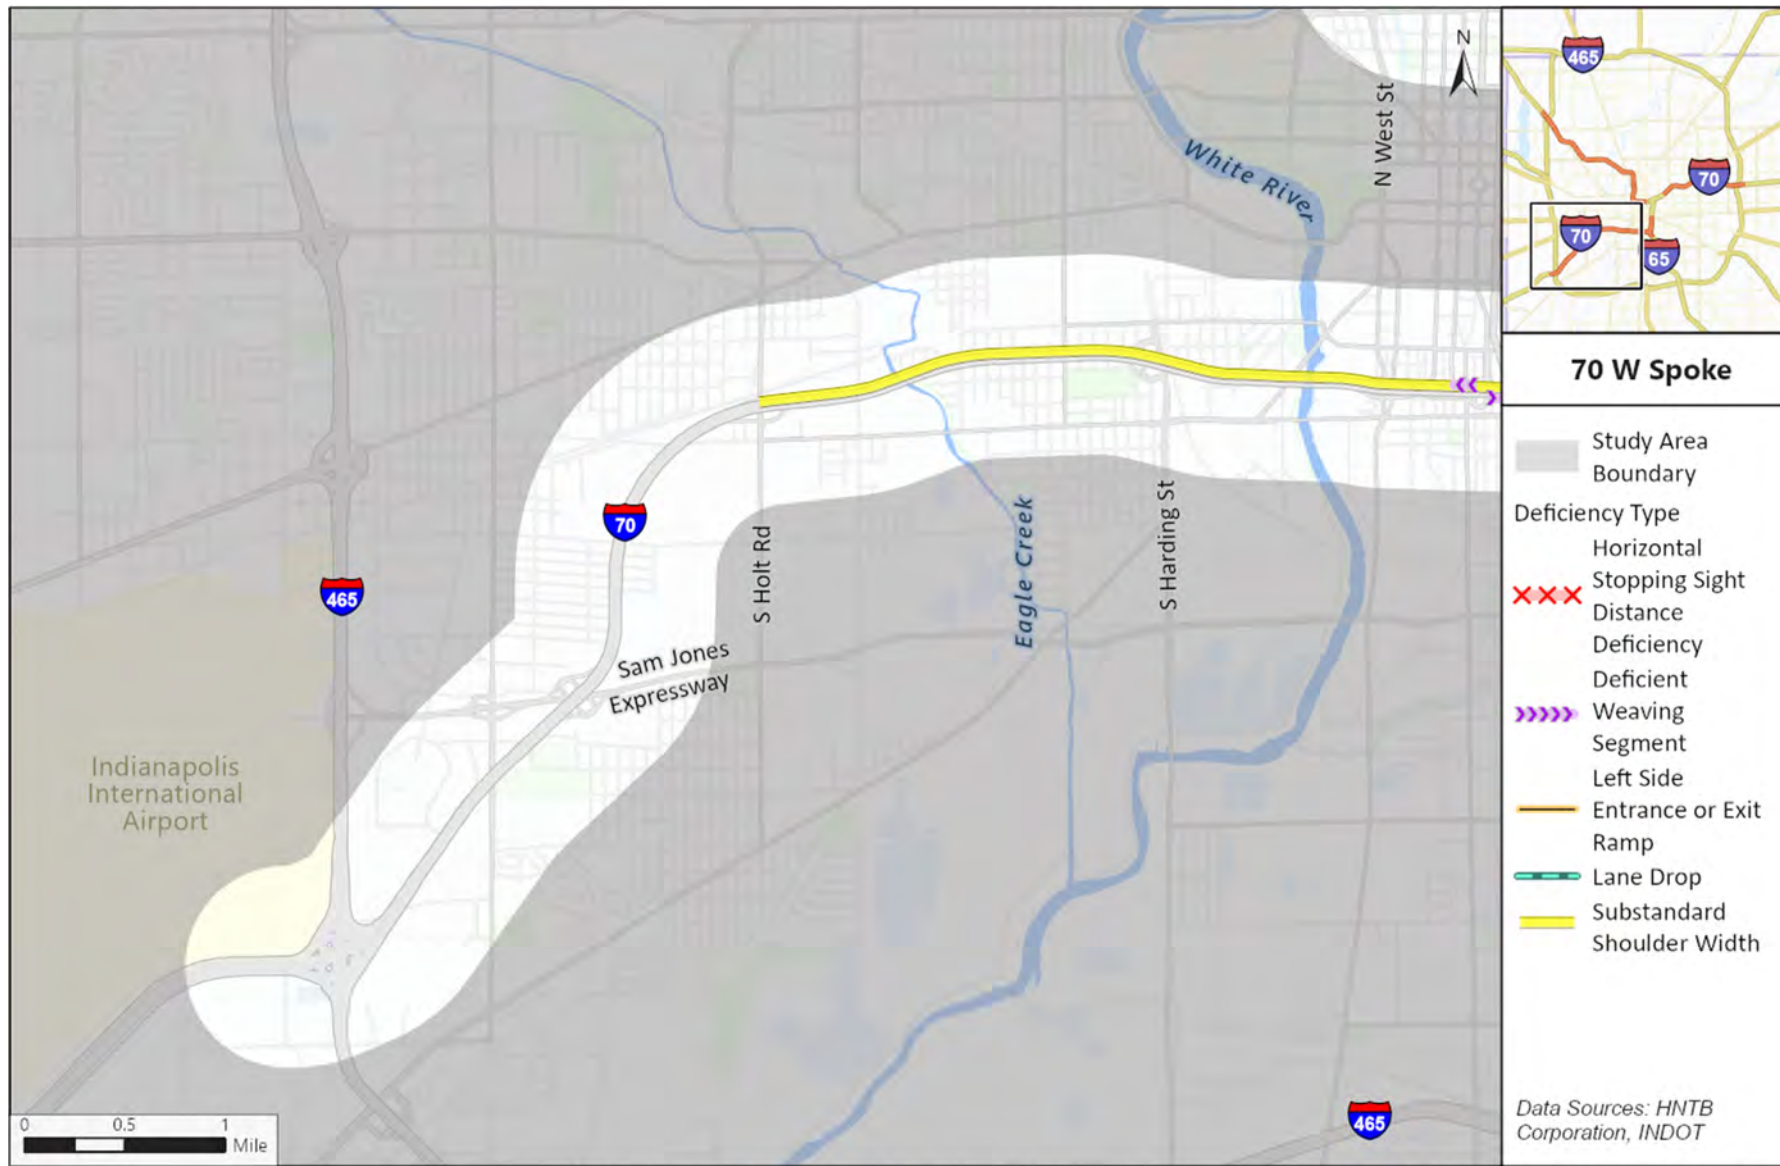 N
N West St
White River
70
S Holt Rd
465
Sam Jones
Expressway
Eagle Creek
S Harding St
Indianapolis
International
Airport
465
0 0.5 1
Mile
465
70
70
65
70 W Spoke
Study Area
Boundary
Deficiency Type
Horizontal
Stopping Sight
Distance
Deficiency
Deficient
Weaving
Segment
Left Side
Entrance or Exit
Ramp
Lane Drop
Substandard
Shoulder Width
Data Sources: HNTB
Corporation, INDOT